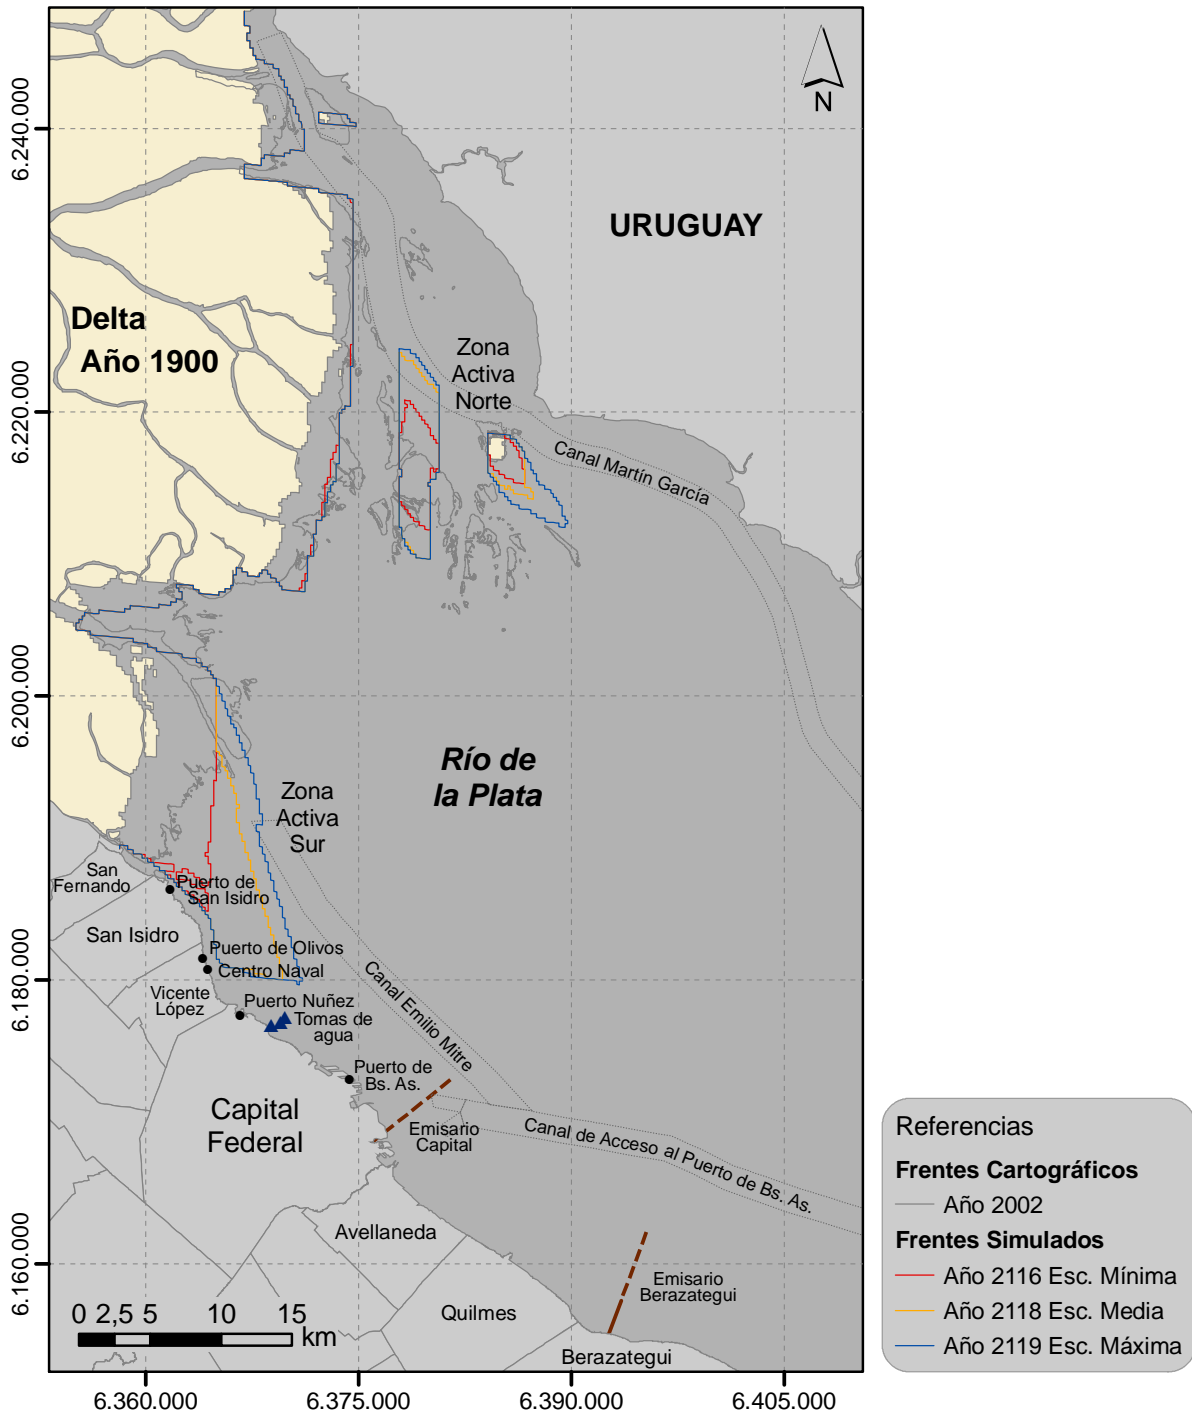 N
URUGUAY
Delta
Año 1900
Zona
Activa
Norte
Canal Martín García
Río de
la Plata
Zona
Activa
Sur
San
Fernando
Puerto de
San Isidro
San Isidro
Puerto de Olivos
Centro Naval
Vicente
López
Puerto Nuñez
Tomas de
agua
Canal Emilio Mitre
Puerto de
Bs. As.
Capital
Federal
Emisario
Capital
Canal de Acceso al Puerto de Bs. As.
Avellaneda
Emisario
Berazategui
Quilmes
Berazategui
0 2,5 5 10 15
km
6.240.000
6.220.000
6.200.000
6.180.000
6.160.000
6.360.000
6.375.000
6.390.000
6.405.000
Referencias
Frentes Cartográficos
Año 2002
Frentes Simulados
Año 2116 Esc. Mínima
Año 2118 Esc. Media
Año 2119 Esc. Máxima